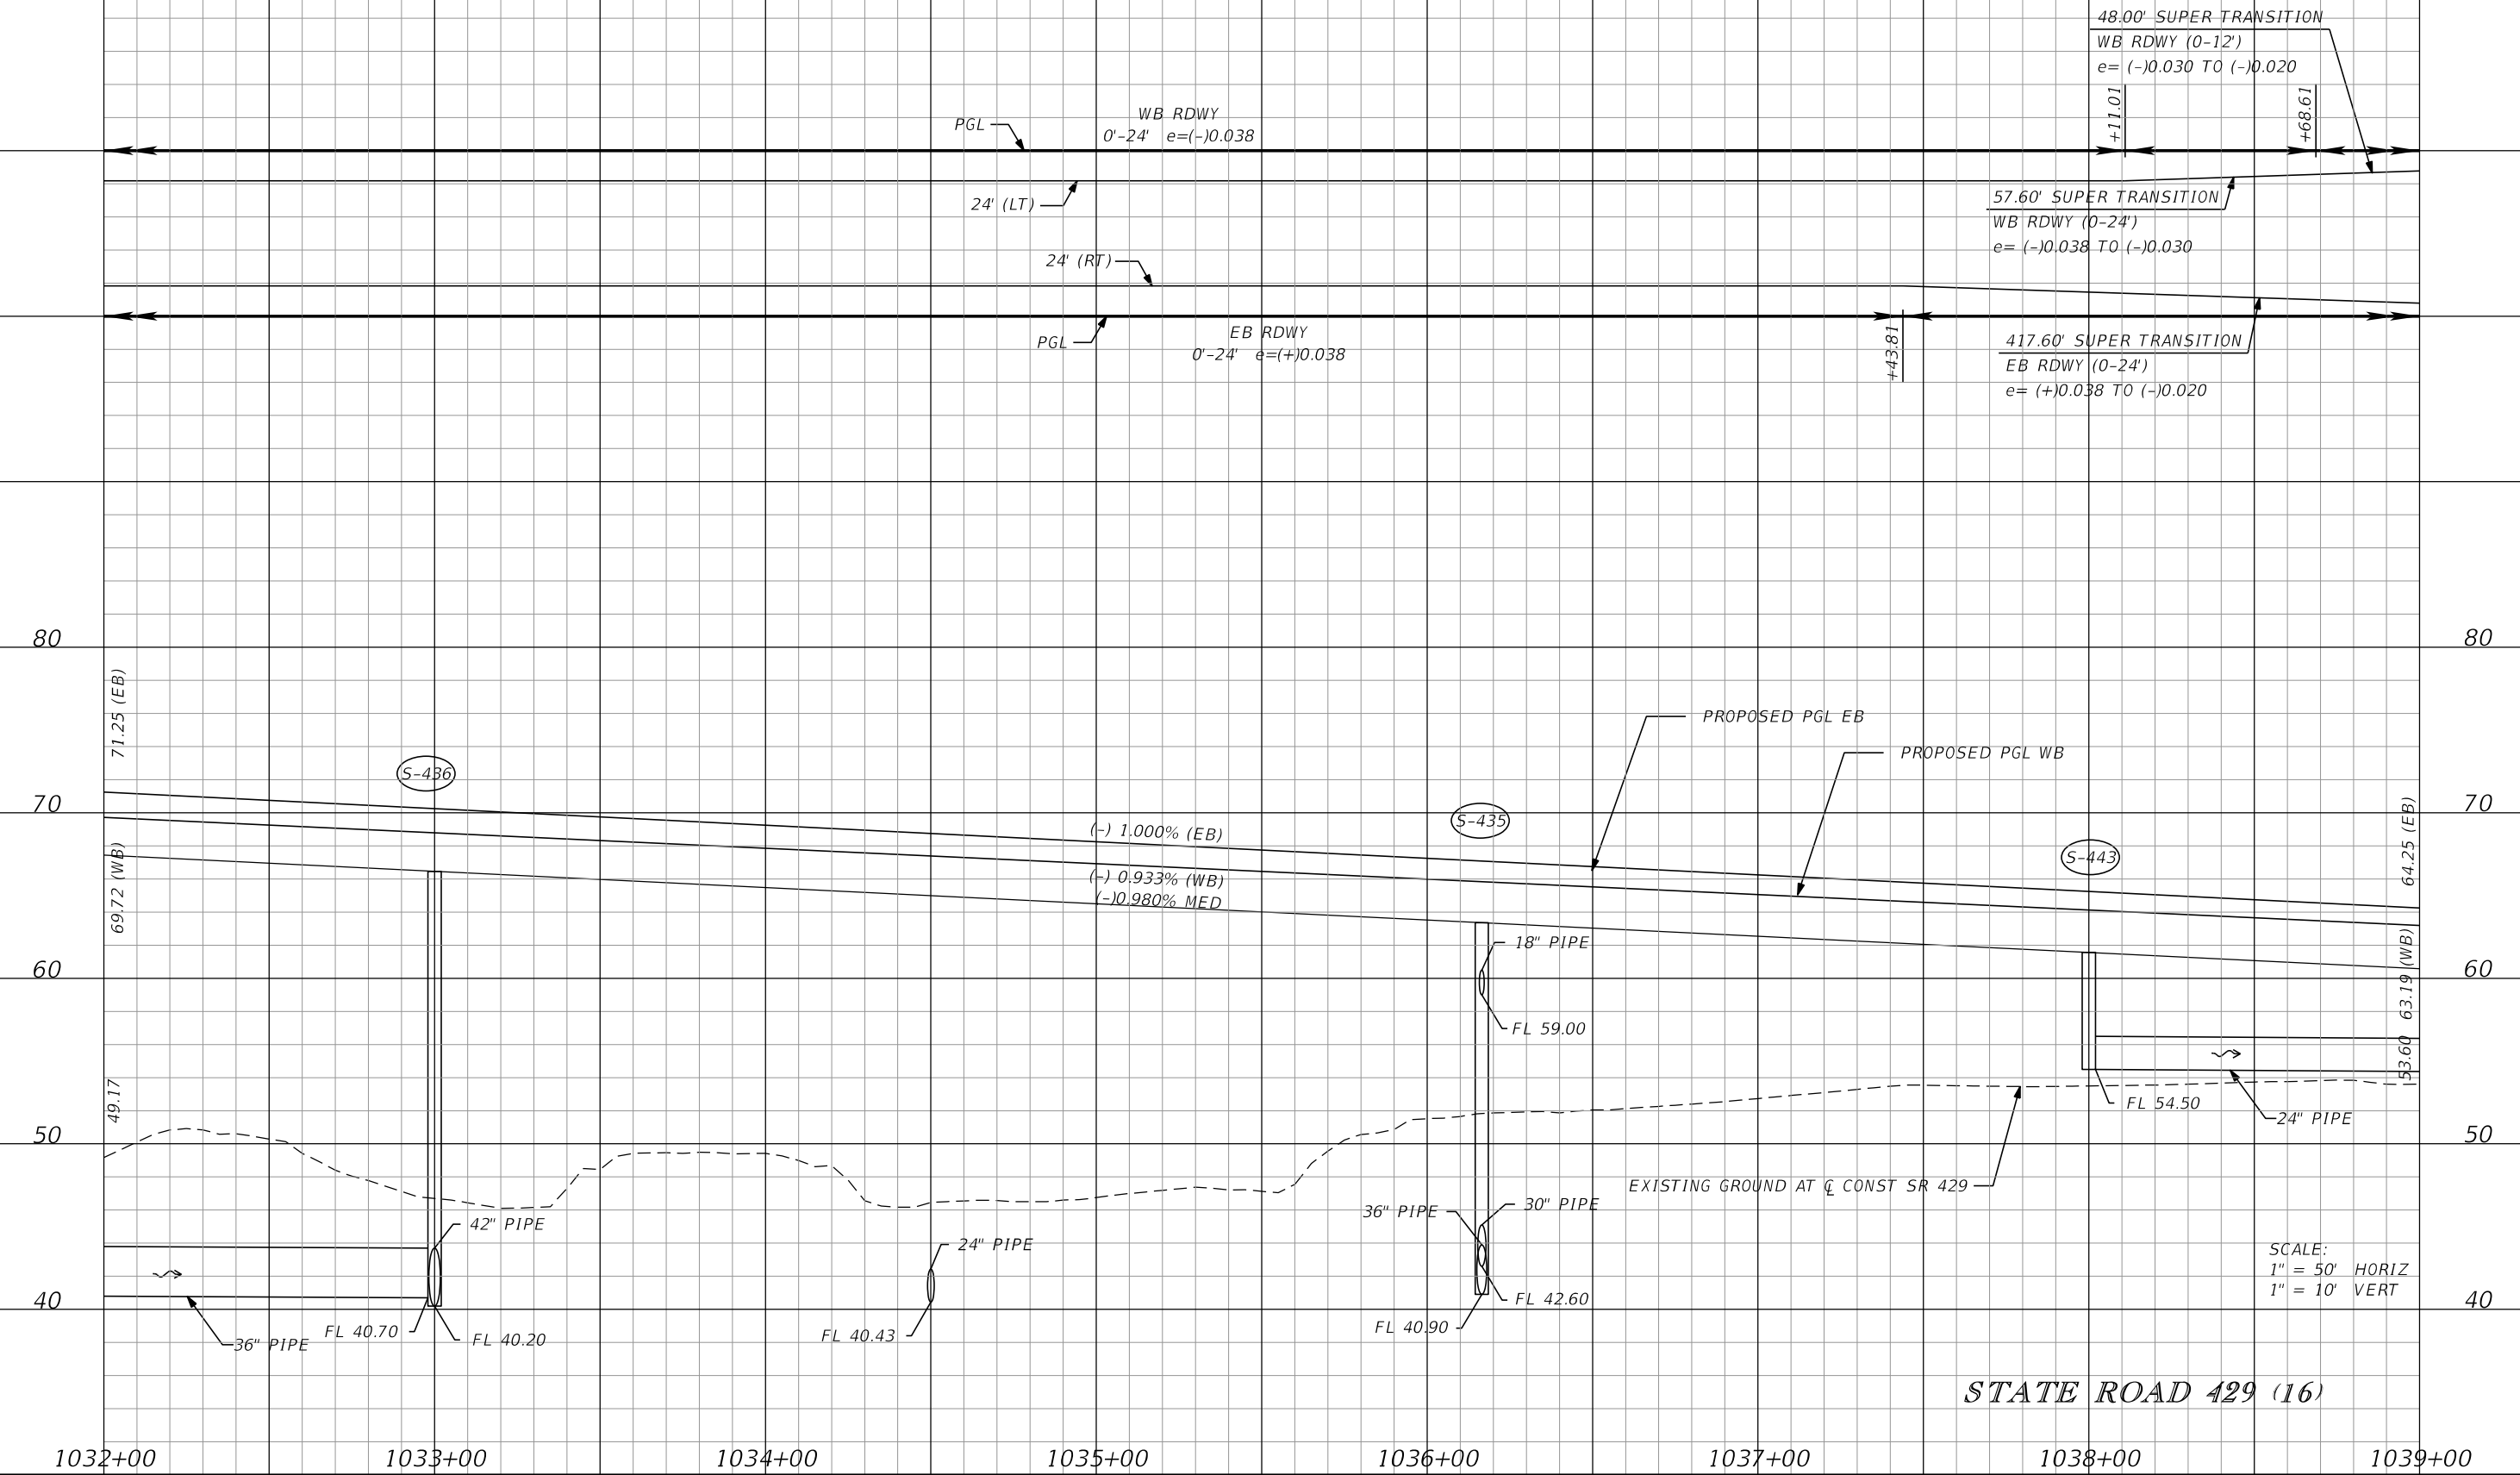 48.00' SUPER TRANSITION
WB RDWY (0-12')
e= (-)0.030 TO (-)0.020
+11.01
+68.61
WB RDWY
0'-24' e=(-)0.038
PGL
24' (LT)
57.60' SUPER TRANSITION
WB RDWY (0-24')
e= (-)0.038 TO (-)0.030
24' (RT)
PGL
EB RDWY
0'-24' e=(+)0.038
+43.81
417.60' SUPER TRANSITION
EB RDWY (0-24')
e= (+)0.038 TO (-)0.020
80
80
71.25 (EB)
PROPOSED PGL EB
PROPOSED PGL WB
S-436
70
70
S-435
(-) 1.000% (EB)
64.25 (EB)
S-443
69.72 (WB)
(-) 0.933% (WB)
(-)0.980% MED
18" PIPE
60
60
63.19 (WB)
FL 59.00
53.60
49.17
FL 54.50
24" PIPE
50
50
EXISTING GROUND AT ℄ CONST SR 429
42" PIPE
36" PIPE
30" PIPE
24" PIPE
SCALE:
1" = 50' HORIZ
1" = 10' VERT
40
40
FL 42.60
FL 40.90
36" PIPE
FL 40.70
FL 40.20
FL 40.43
STATE ROAD 429 (16)
1032+00
1033+00
1034+00
1035+00
1036+00
1037+00
1038+00
1039+00